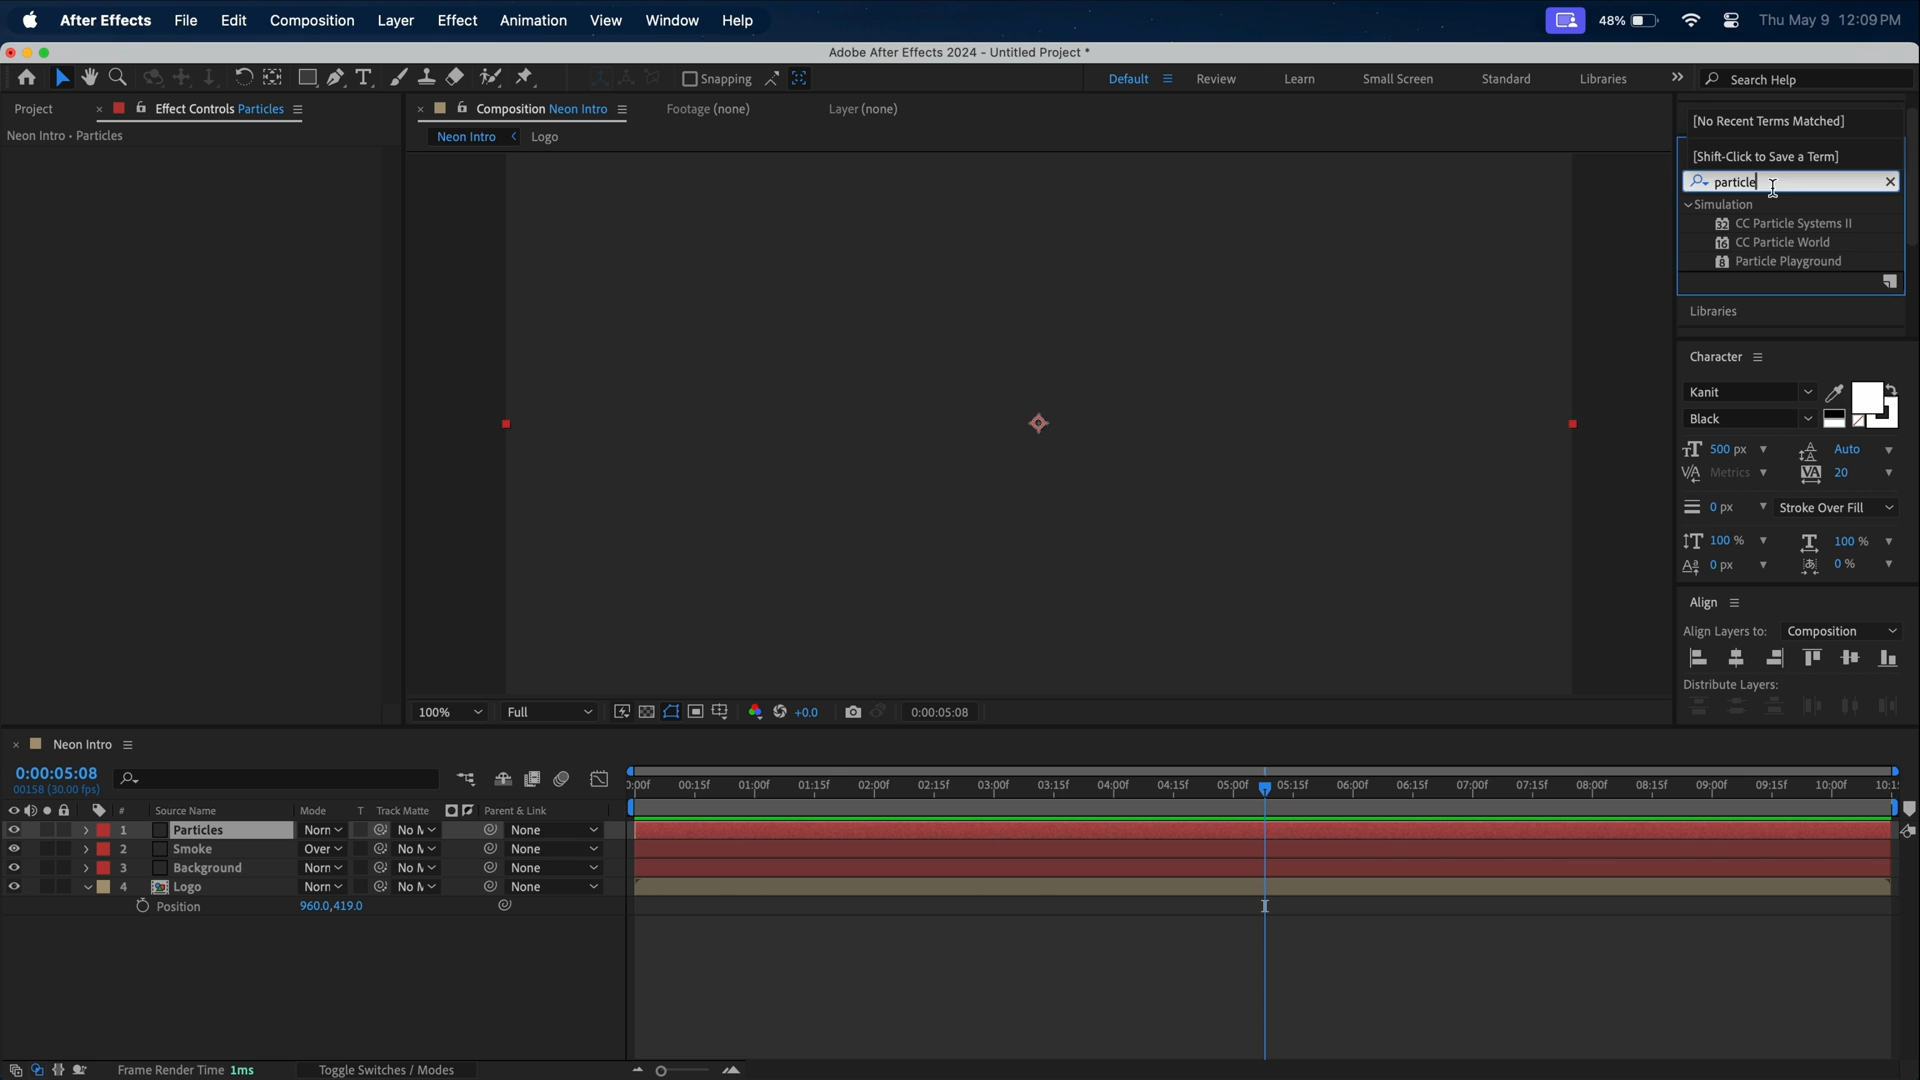 After Effects File Edit Composition Layer Effect Animation View Window Help 48% Thu May 9 12:09 PM
Adobe After Effects 2024 - Untitled Project *
Snapping Default Review Learn Small Screen Standard Libraries Search Help
Project Effect Controls Particles Composition Neon Intro Footage (none) Layer (none)
Neon Intro • Particles
Neon Intro Logo
[No Recent Terms Matched]
[Shift-Click to Save a Term]
particle
Simulation
32 CC Particle Systems II
16 CC Particle World
8 Particle Playground
Libraries
Character
Kanit
Black
500 px Auto
Metrics 20
0 px Stroke Over Fill
100 % 100 %
0 px 0 %
Align
Align Layers to: Composition
Distribute Layers:
100% Full +0.0 0:00:05:08
Neon Intro
0:00:05:08
00158 (30.00 fps)
:00f 00:15f 01:00f 01:15f 02:00f 02:15f 03:00f 03:15f 04:00f 04:15f 05:00f 05:15f 06:00f 06:15f 07:00f 07:15f 08:00f 08:15f 09:00f 09:15f 10:00f 10:1
# Source Name Mode T Track Matte Parent & Link
1 Particles Norn No M None
2 Smoke Over No M None
3 Background Norn No M None
4 Logo Norn No M None
Position 960.0,419.0
Frame Render Time 1ms Toggle Switches / Modes